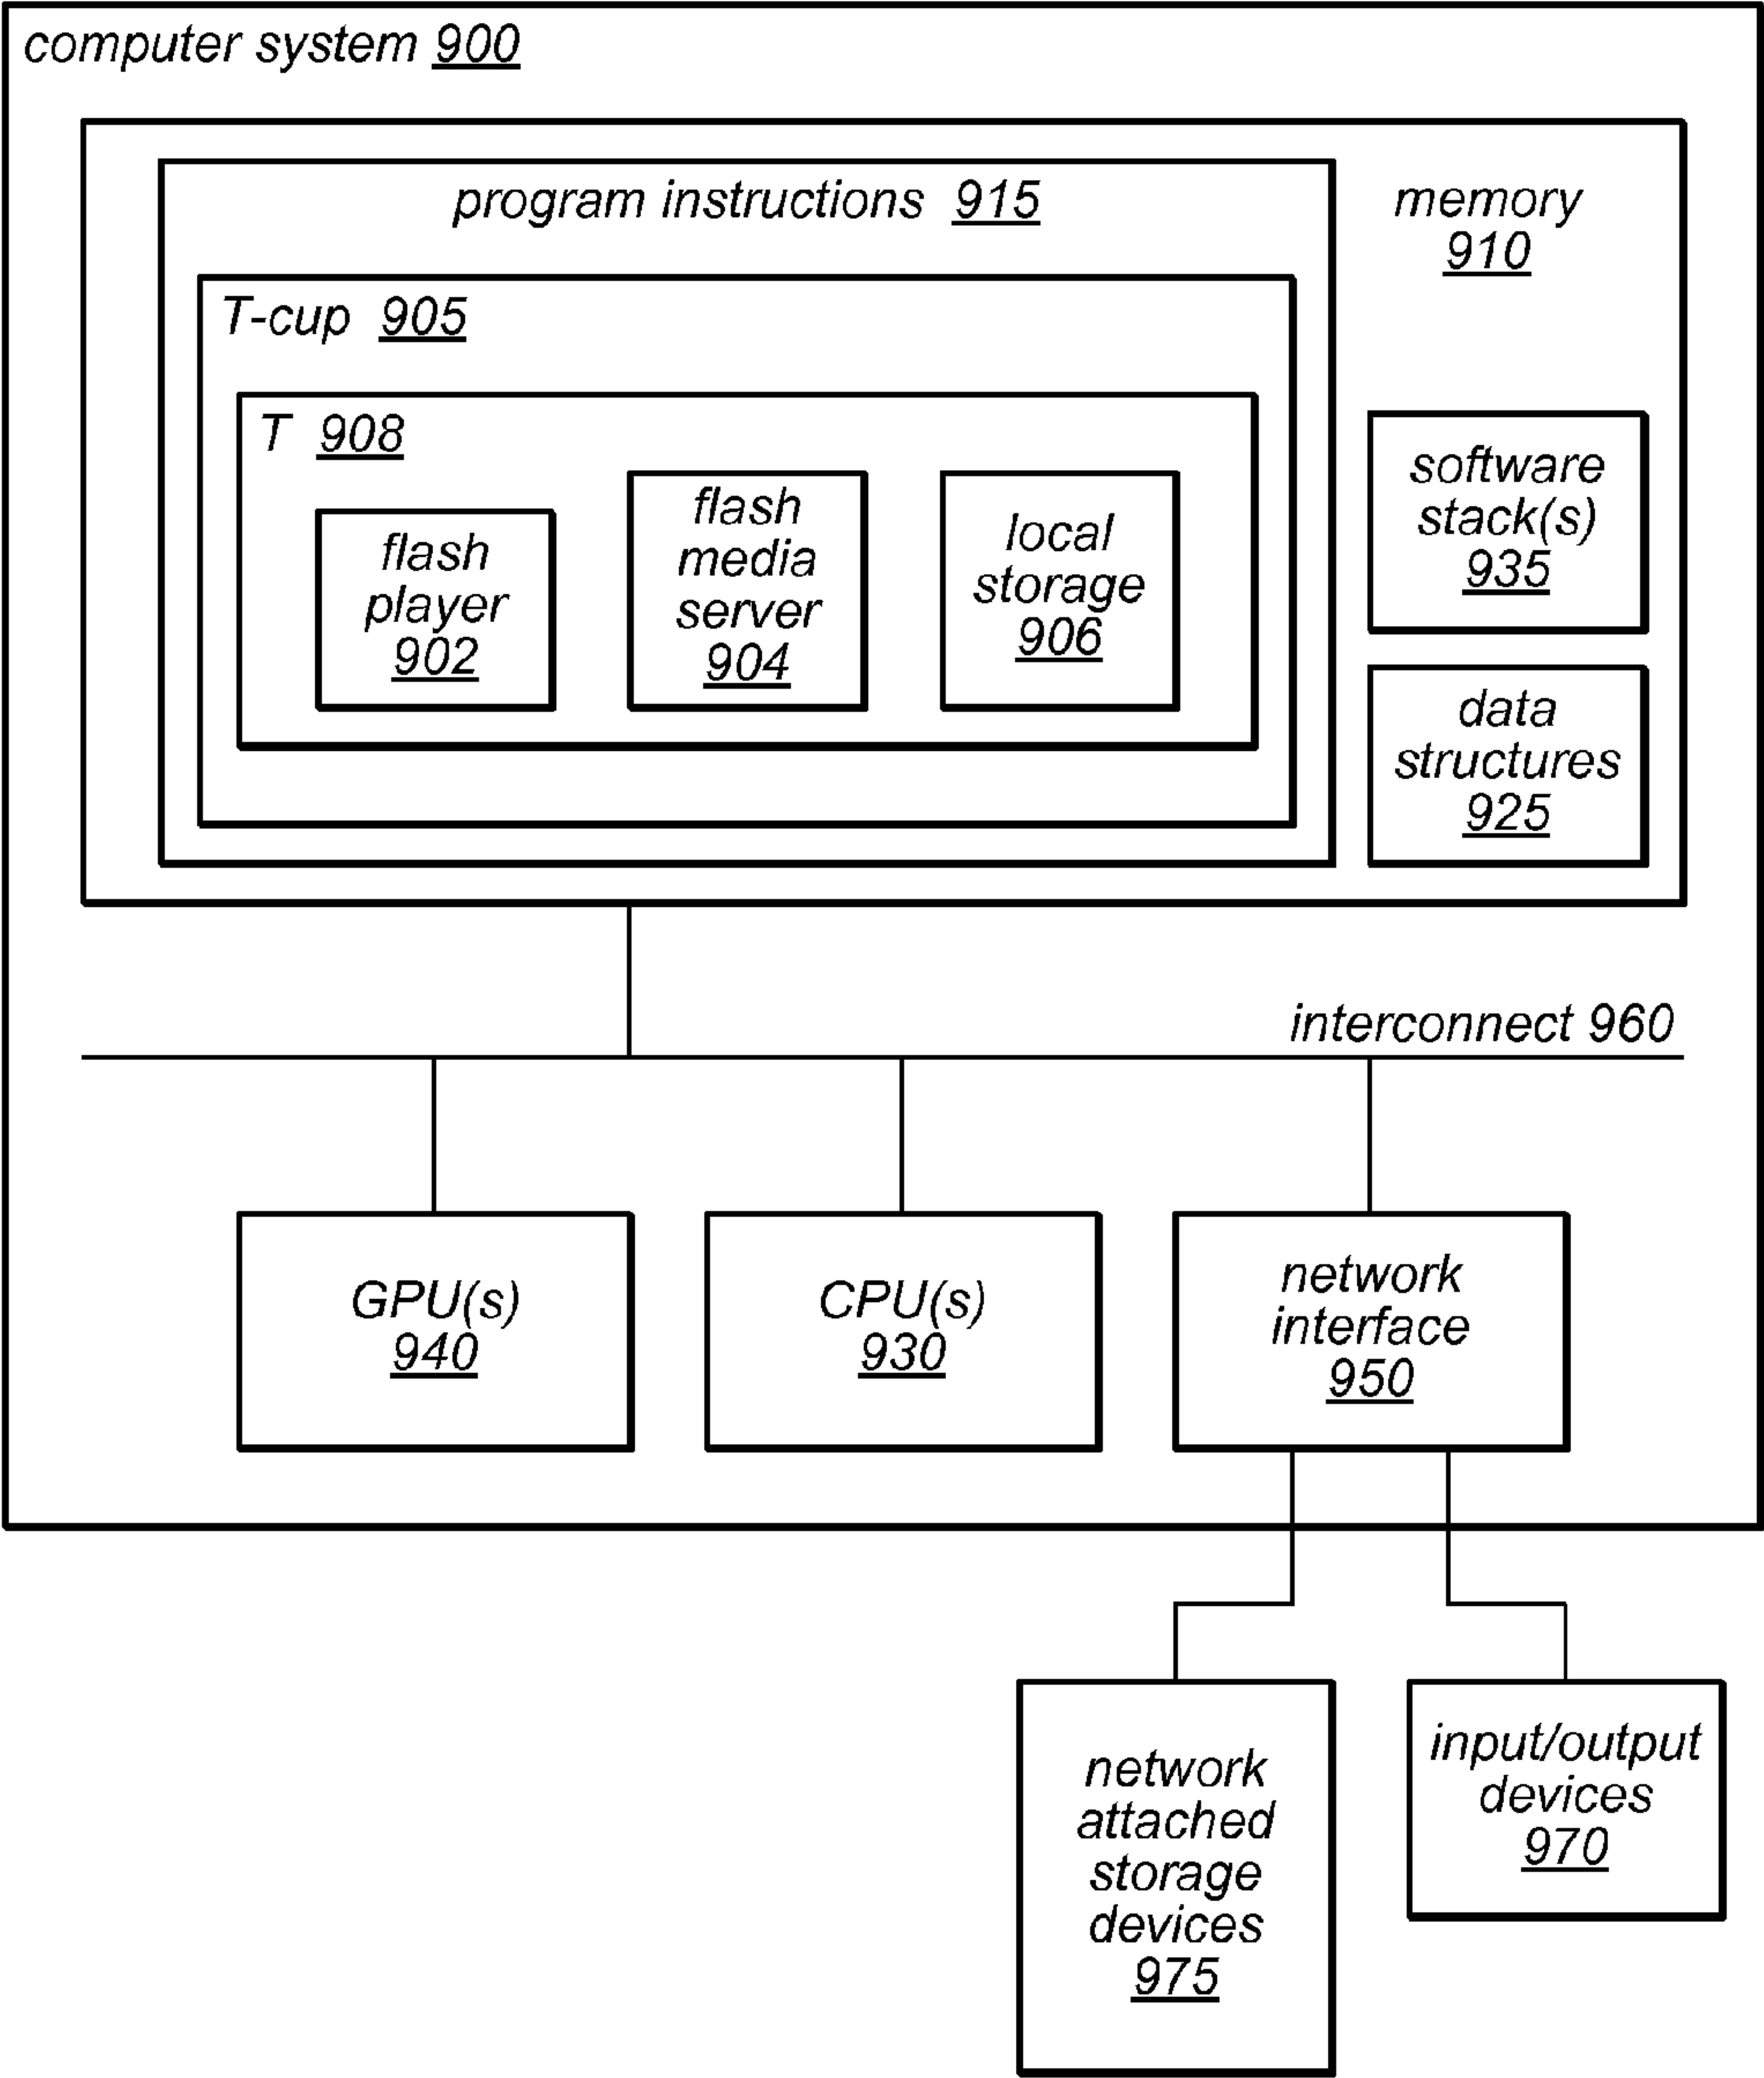 computer system 900
program instructions 915
memory
910
T-cup 905
T 908
flash
player
902
flash
media
server
904
local
storage
906
software
stack(s)
935
data
structures
925
interconnect 960
GPU(s)
940
CPU(s)
930
network
interface
950
network
attached
storage
devices
975
input/output
devices
970